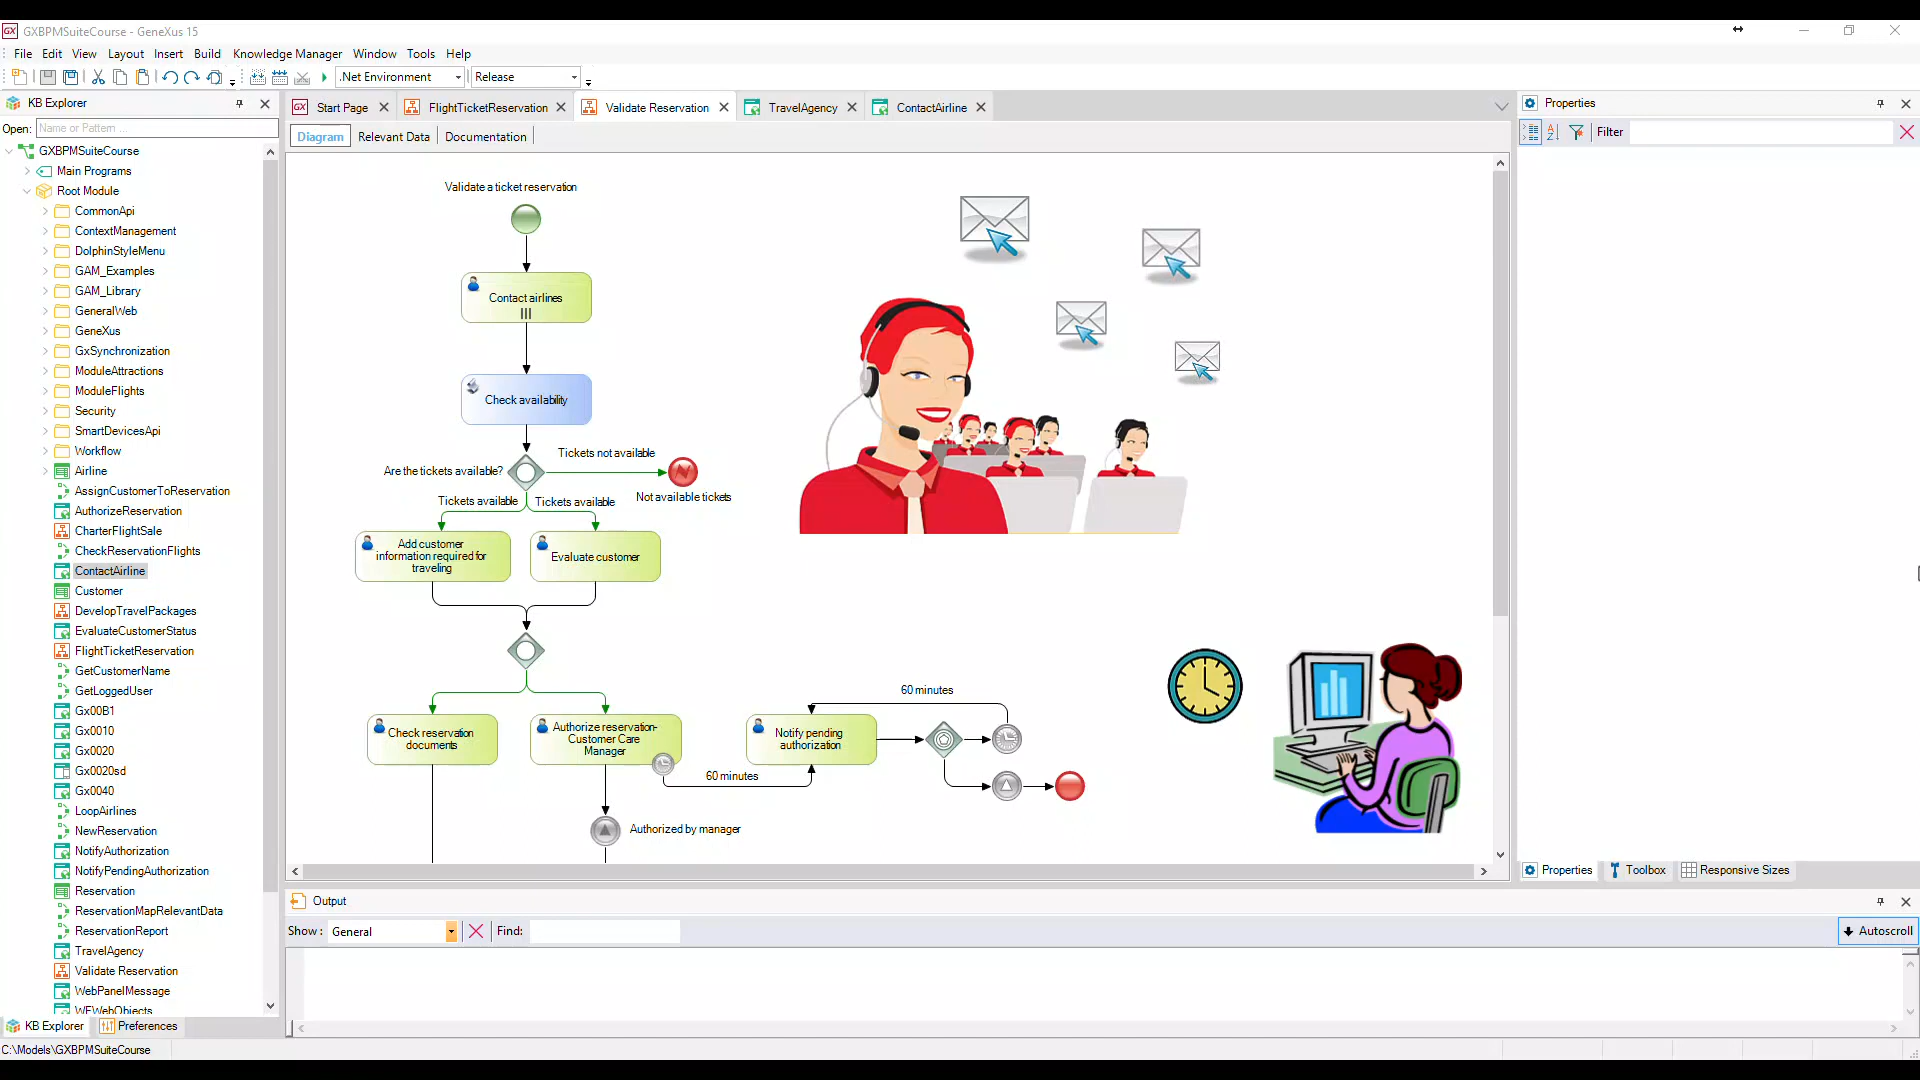 GXBPMSuiteCourse - GeneXus 15
File Edit View Layout Insert Build Knowledge Manager Window Tools Help
.Net Environment Release
KB Explorer
Open: Name or Pattern ...
GXBPMSuiteCourse
Main Programs
Root Module
CommonApi
ContextManagement
DolphinStyleMenu
GAM_Examples
GAM_Library
GeneralWeb
GeneXus
GxSynchronization
ModuleAttractions
ModuleFlights
Security
SmartDevicesApi
Workflow
Airline
AssignCustomerToReservation
AuthorizeReservation
CharterFlightSale
CheckReservationFlights
ContactAirline
Customer
DevelopTravelPackages
EvaluateCustomerStatus
FlightTicketReservation
GetCustomerName
GetLoggedUser
Gx00B1
Gx0010
Gx0020
Gx0020sd
Gx0040
LoopAirlines
NewReservation
NotifyAuthorization
NotifyPendingAuthorization
Reservation
ReservationMapRelevantData
ReservationReport
TravelAgency
Validate Reservation
WebPanelMessage
WFWebObjects
KB Explorer Preferences
C:\Models\GXBPMSuiteCourse
Start Page FlightTicketReservation Validate Reservation TravelAgency ContactAirline
Diagram Relevant Data Documentation
Validate a ticket reservation
Contact airlines
Check availability
Are the tickets available?
Tickets not available
Not available tickets
Tickets available Tickets available
Add customer
information required for
traveling
Evaluate customer
Check reservation
documents
Authorize reservation-
Customer Care
Manager
60 minutes
Notify pending
authorization
60 minutes
Authorized by manager
Output
Show : General Find:
Autoscroll
Properties
Filter
Properties Toolbox Responsive Sizes